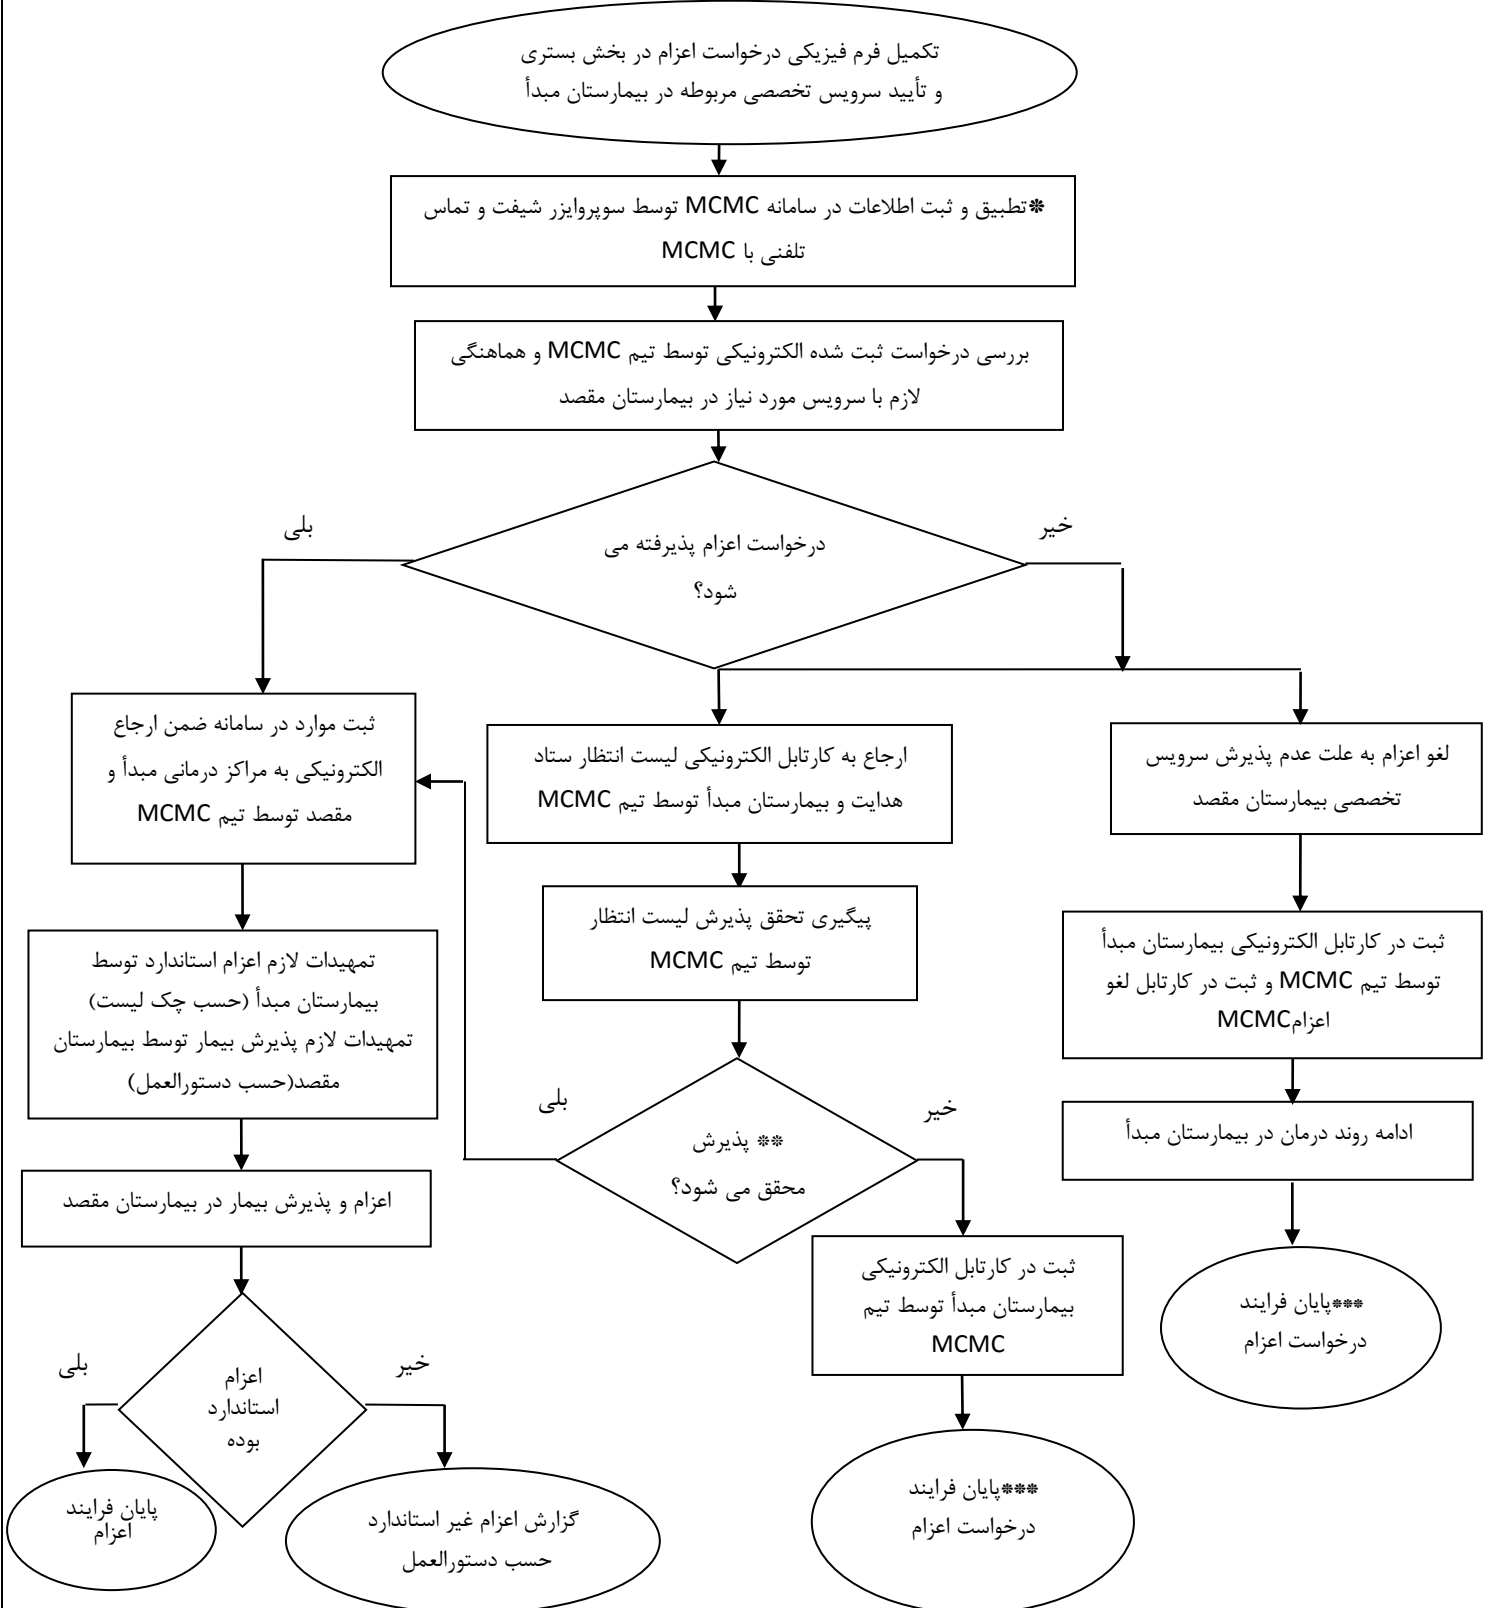 تکمیل فرم فیزیکی درخواست اعزام در بخش بستری
و تأیید سرویس تخصصی مربوطه در بیمارستان مبدأ
*تطبیق و ثبت اطلاعات در سامانه MCMC توسط سوپروایزر شیفت و تماس
تلفنی با MCMC
بررسی درخواست ثبت شده الکترونیکی توسط تیم MCMC و هماهنگی
لازم با سرویس مورد نیاز در بیمارستان مقصد
خیر
بلی
درخواست اعزام پذیرفته می
شود؟
لغو اعزام به علت عدم پذیرش سرویس
تخصصی بیمارستان مقصد
ثبت در کارتابل الکترونیکی بیمارستان مبدأ
توسط تیم MCMC و ثبت در کارتابل لغو
اعزامMCMC
ادامه روند درمان در بیمارستان مبدأ
***پایان فرایند
درخواست اعزام
ارجاع به کارتابل الکترونیکی لیست انتظار ستاد
هدایت و بیمارستان مبدأ توسط تیم MCMC
پیگیری تحقق پذیرش لیست انتظار
توسط تیم MCMC
خیر
بلی
** پذیرش
محقق می شود؟
ثبت در کارتابل الکترونیکی
بیمارستان مبدأ توسط تیم
MCMC
***پایان فرایند
درخواست اعزام
ثبت موارد در سامانه ضمن ارجاع
الکترونیکی به مراکز درمانی مبدأ و
مقصد توسط تیم MCMC
تمهیدات لازم اعزام استاندارد توسط
بیمارستان مبدأ (حسب چک لیست)
تمهیدات لازم پذیرش بیمار توسط بیمارستان
مقصد(حسب دستورالعمل)
اعزام و پذیرش بیمار در بیمارستان مقصد
خیر
بلی
اعزام
استاندارد
بوده
گزارش اعزام غیر استاندارد
حسب دستورالعمل
پایان فرایند
اعزام